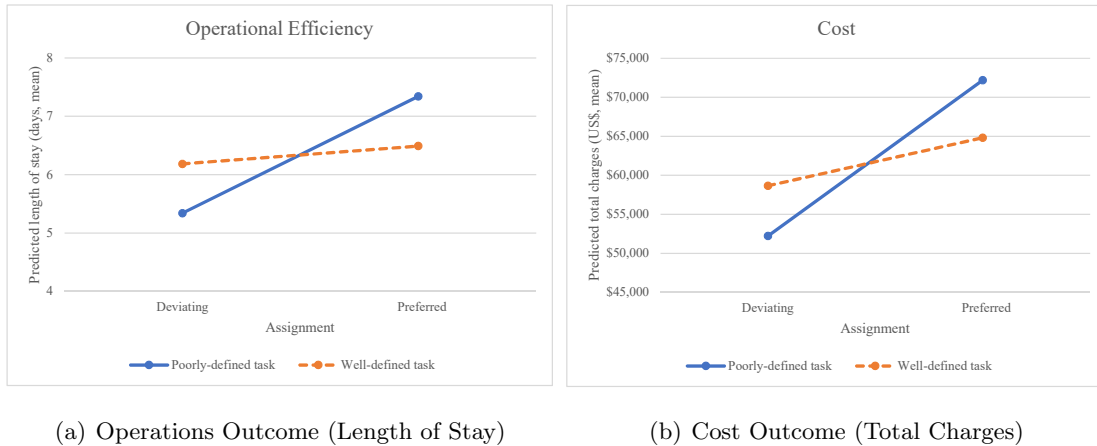 Operational Efficiency
Predicted length of stay (days, mean)
8
7
6
5
4
Deviating
Preferred
Assignment
Poorly-defined task
Well-defined task
(a) Operations Outcome (Length of Stay)
Cost
Predicted total charges (US$, mean)
$75,000
$70,000
$65,000
$60,000
$55,000
$50,000
$45,000
Deviating
Preferred
Assignment
Poorly-defined task
Well-defined task
(b) Cost Outcome (Total Charges)